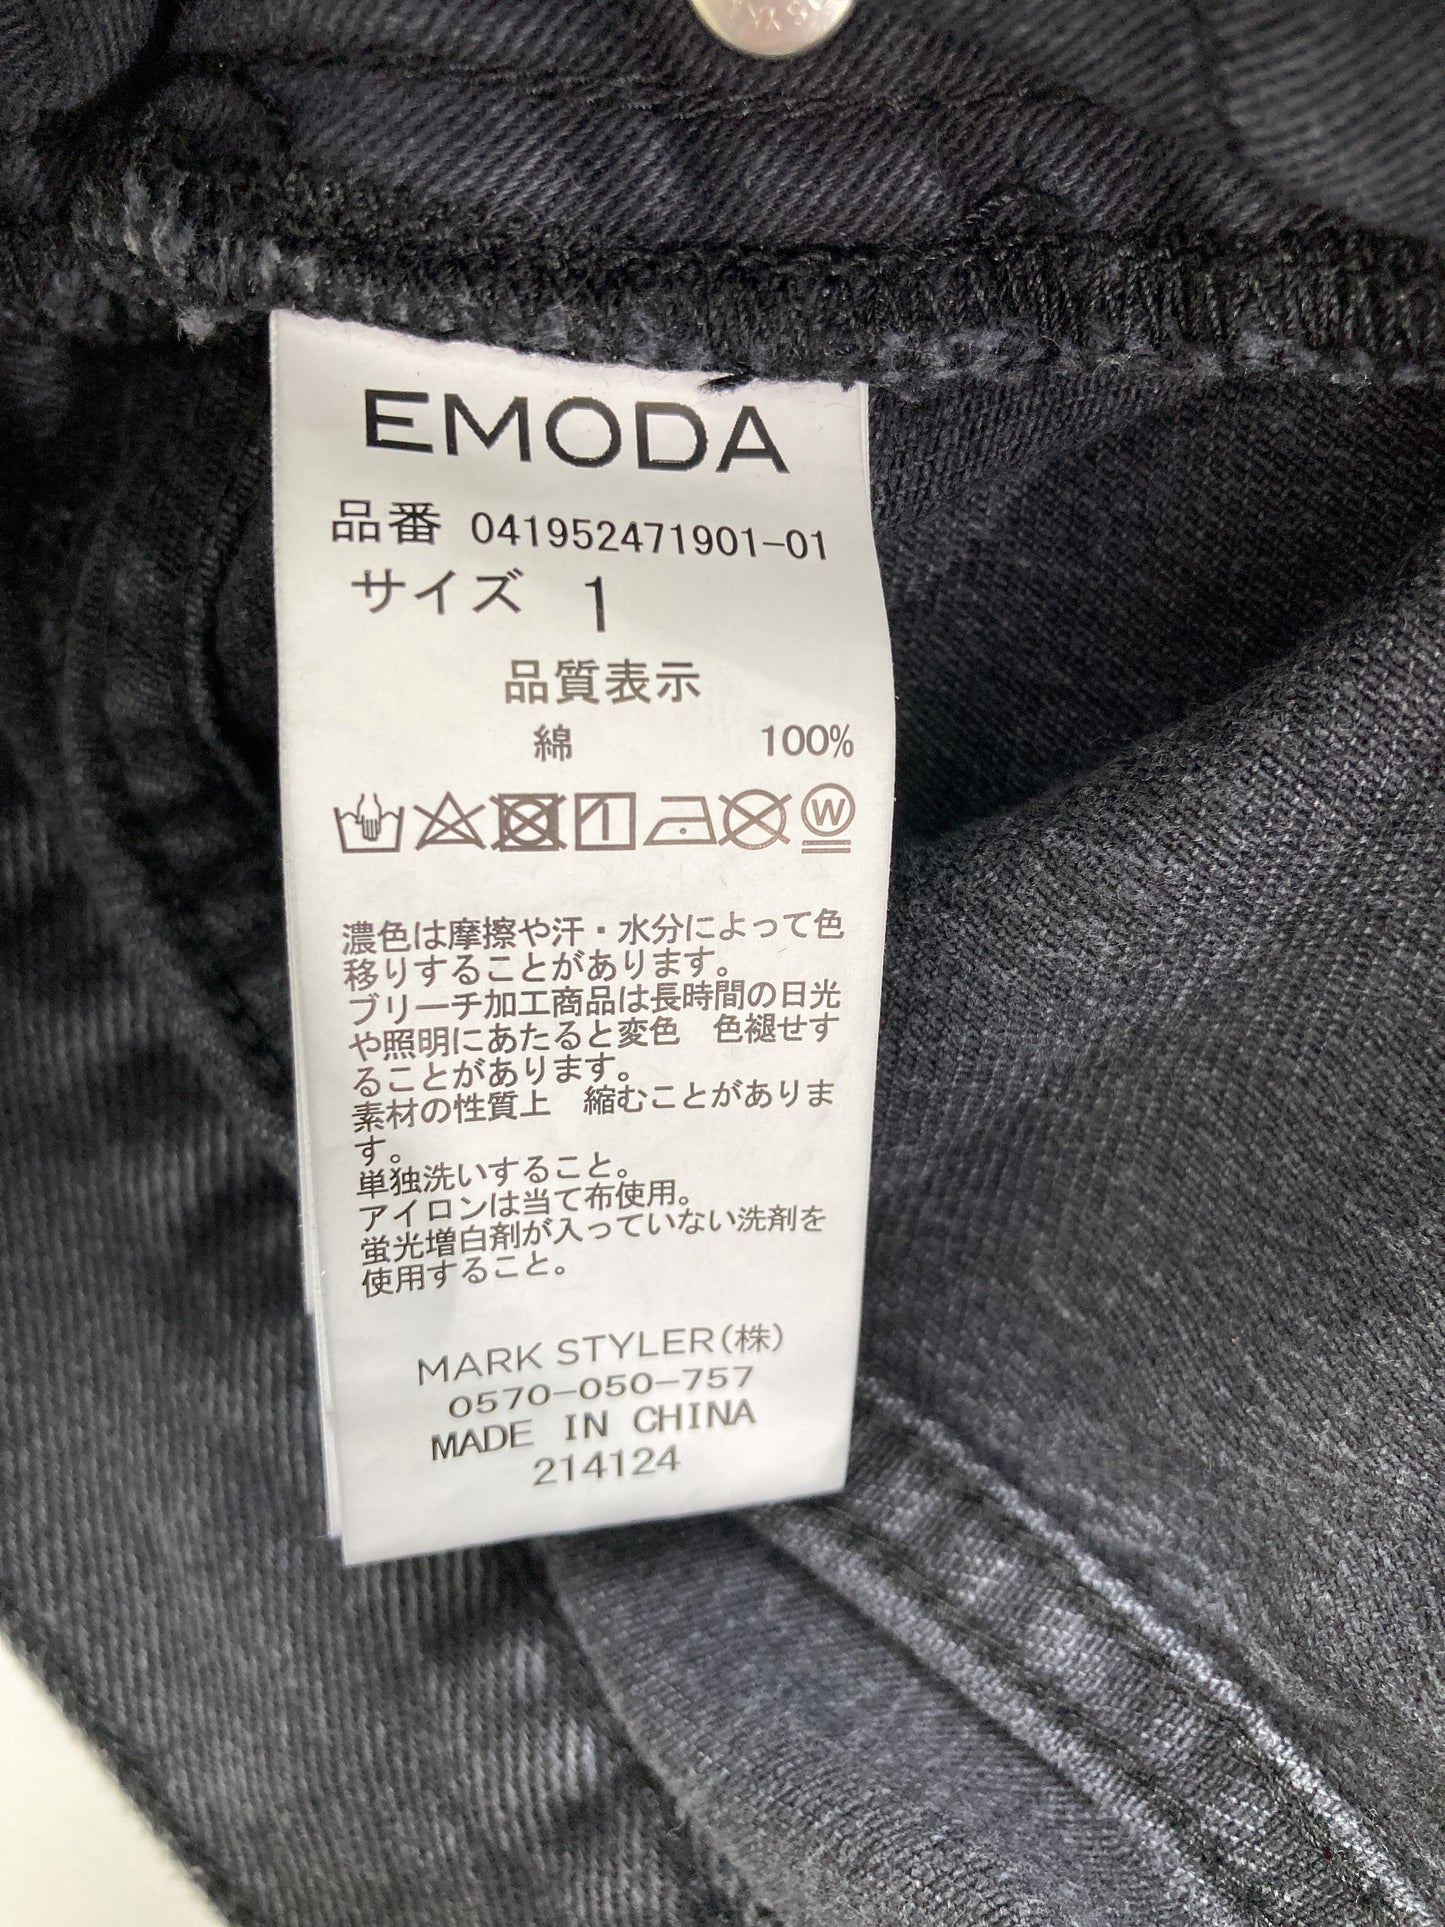 EMODA
品番 041952471901-01
サイズ 1
品質表示
綿 100%
W
濃色は摩擦や汗・水分によって色
移りすることがあります。
ブリーチ加工商品は長時間の日光
や照明にあたると変色 色褪せす
ることがあります。
素材の性質上 縮むことがありま
す。
単独洗いすること。
アイロンは当て布使用。
蛍光増白剤が入っていない洗剤を
使用すること。
MARK STYLER(株)
0570-050-757
MADE IN CHINA
214124